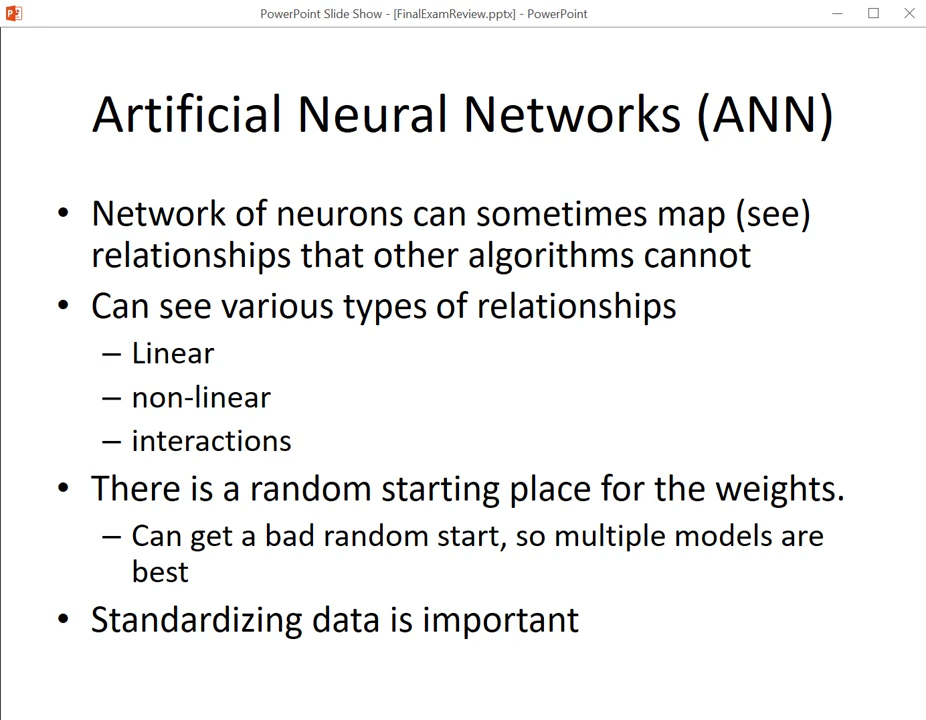 PowerPoint Slide Show - [FinalExamReview.pptx] - PowerPoint
Artificial Neural Networks (ANN)
• Network of neurons can sometimes map (see)
relationships that other algorithms cannot
• Can see various types of relationships
– Linear
– non-linear
– interactions
• There is a random starting place for the weights.
– Can get a bad random start, so multiple models are
best
• Standardizing data is important